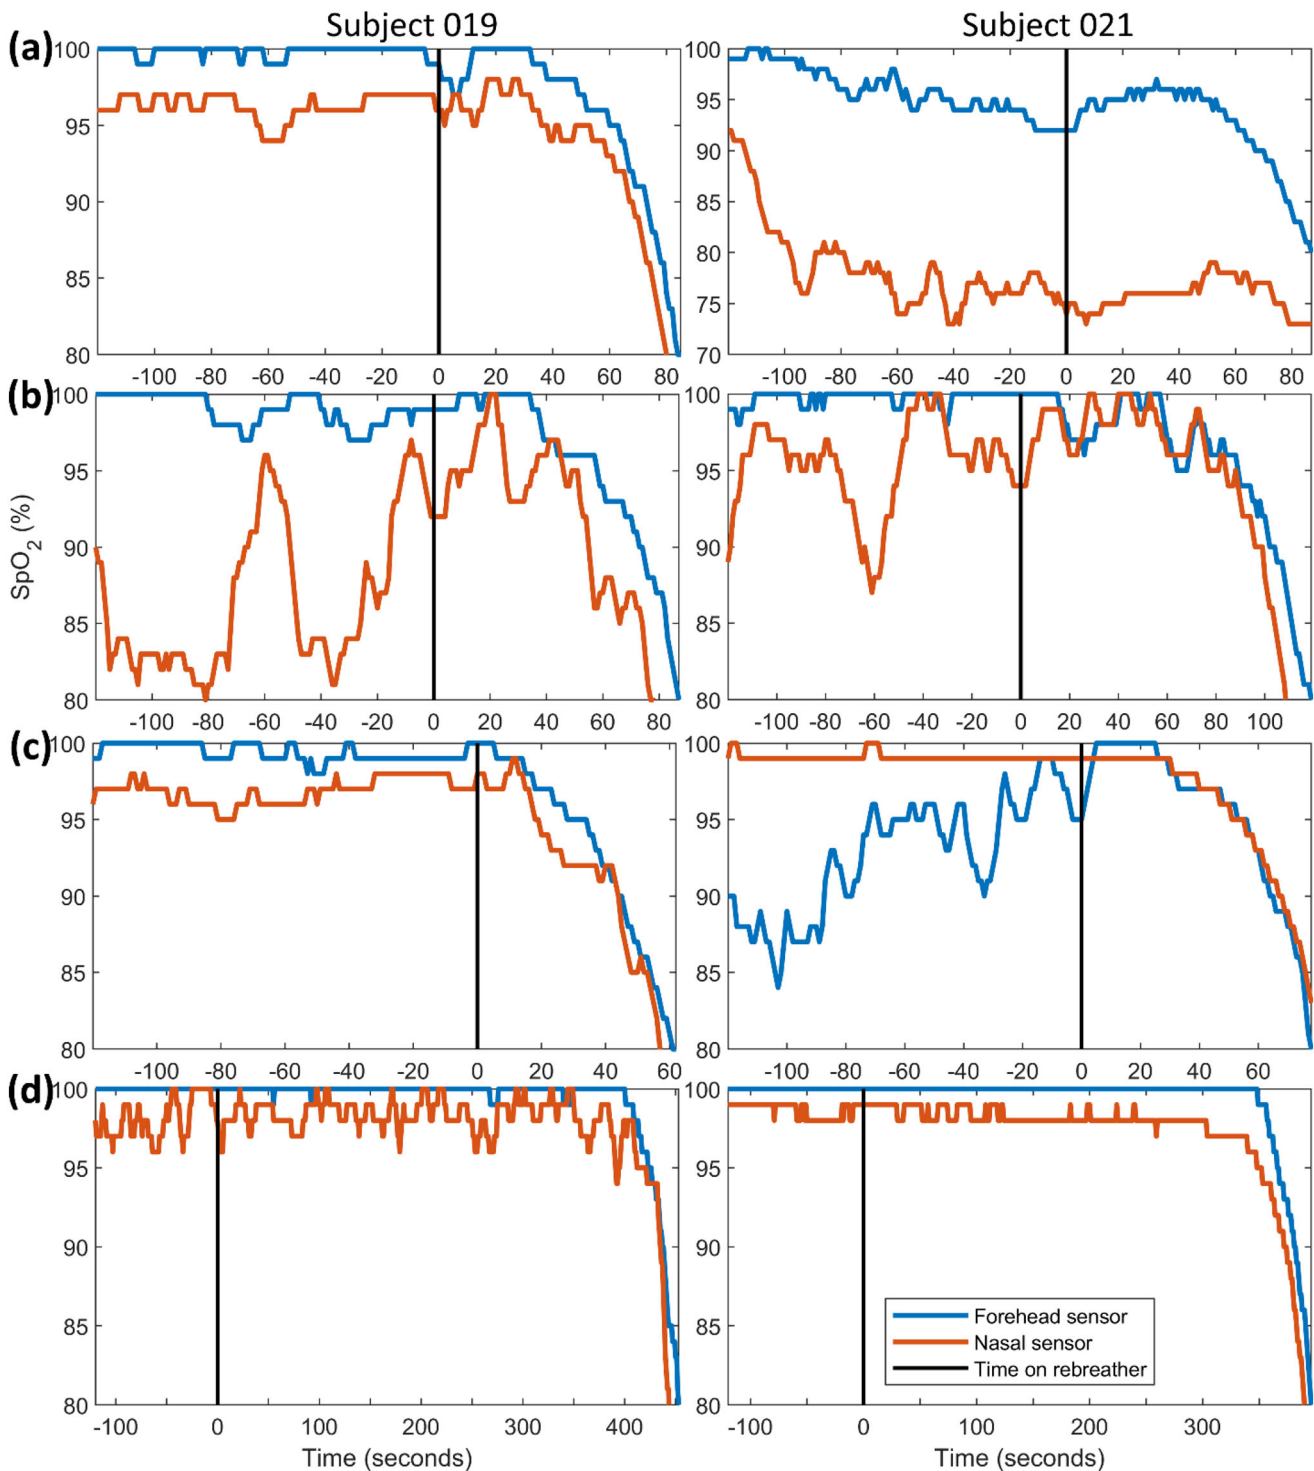 Subject 019 Subject 021
(a)
100 95 90 85 80
-100 -80 -60 -40 -20 0 20 40 60 80
100 95 90 85 80 75 70
-100 -80 -60 -40 -20 0 20 40 60 80
(b)
SpO2 (%)
100 95 90 85 80
-100 -80 -60 -40 -20 0 20 40 60 80
100 95 90 85 80
-100 -80 -60 -40 -20 0 20 40 60 80 100
(c)
100 95 90 85 80
-100 -80 -60 -40 -20 0 20 40 60
100 95 90 85 80
-100 -80 -60 -40 -20 0 20 40 60
(d)
100 95 90 85 80
-100 0 100 200 300 400
Time (seconds)
100 95 90 85 80
Forehead sensor
Nasal sensor
Time on rebreather
-100 0 100 200 300
Time (seconds)